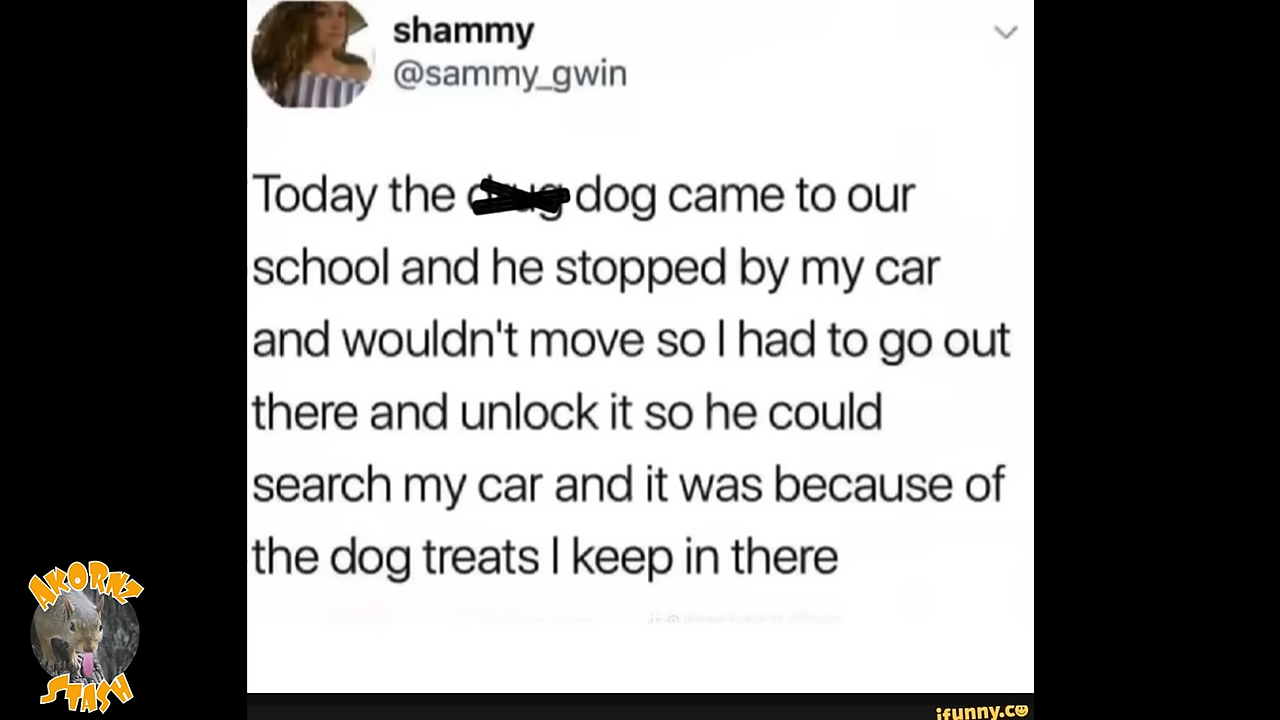 shammy
@sammy_gwin
Today the drug dog came to our
school and he stopped by my car
and wouldn't move so I had to go out
there and unlock it so he could
search my car and it was because of
the dog treats I keep in there
AKORNZ
STASH
ifunny.co